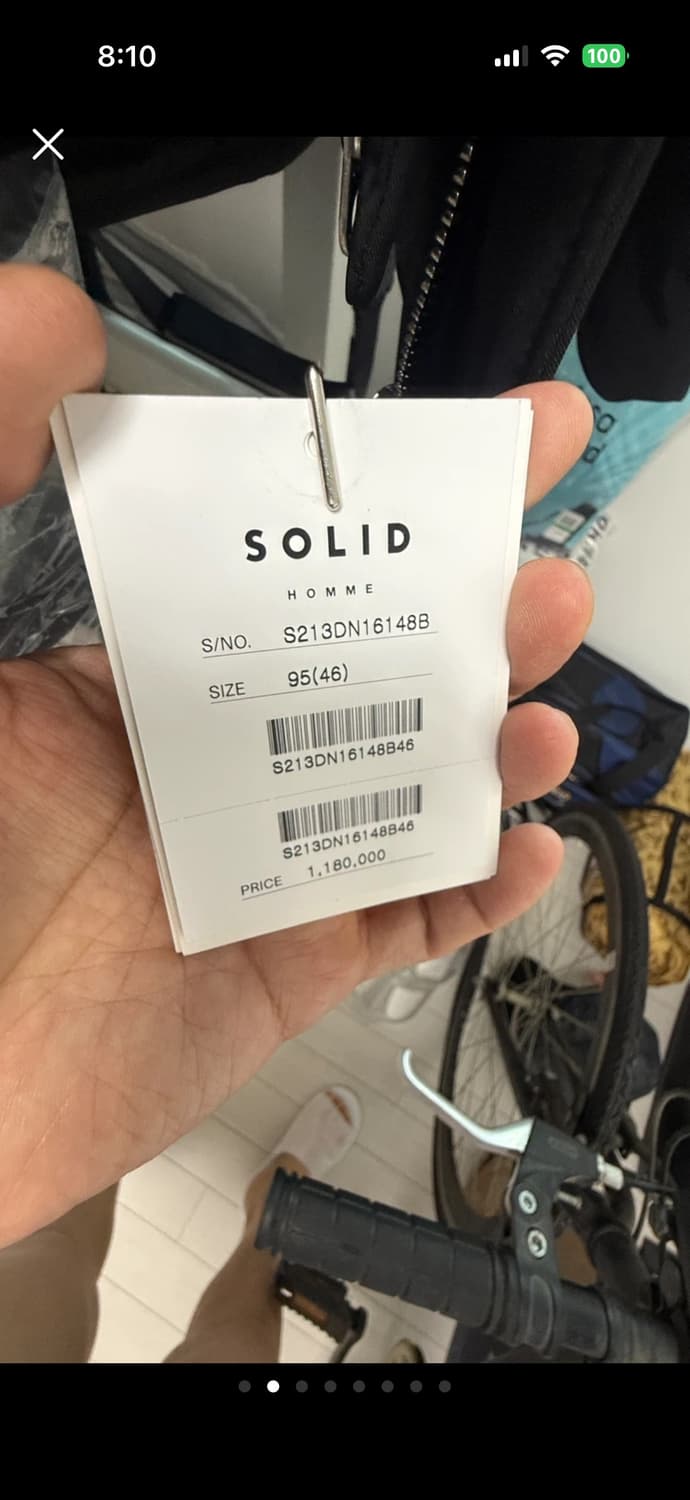 8:10
100
SOLID
HOMME
S/NO. S213DN16148B
SIZE 95(46)
S213DN16148B46
S213DN16148B46
PRICE 1,180,000